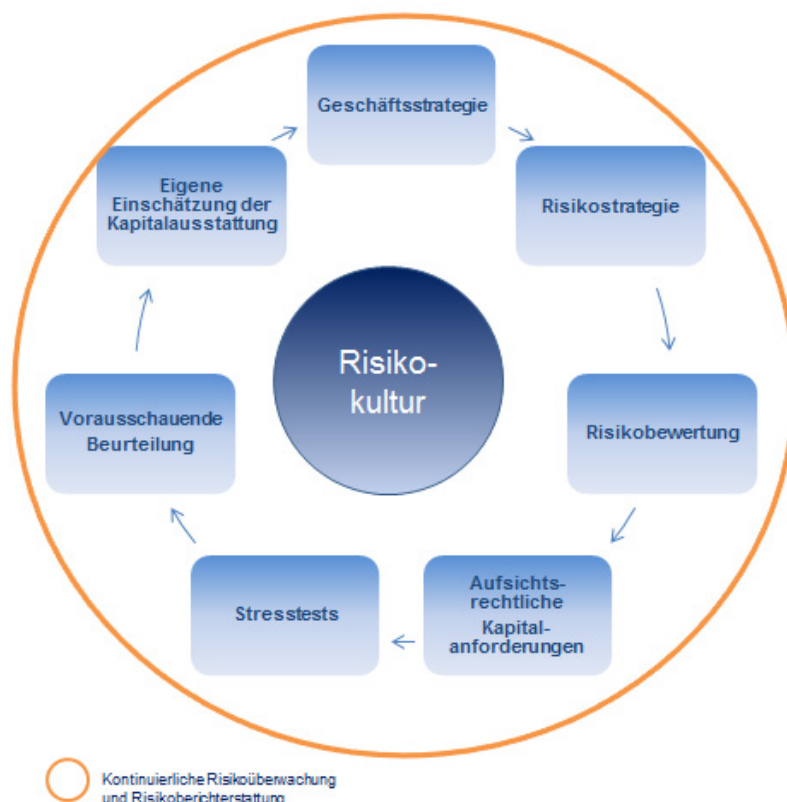 Geschäftsstrategie
Risikostrategie
Risikobewertung
Aufsichts-
rechtliche
Kapital-
anforderungen
Stresstests
Vorausschauende
Beurteilung
Eigene
Einschätzung der
Kapitalausstattung
Risiko-
kultur
Kontinuierliche Risikoüberwachung
und Risikoberichterstattung